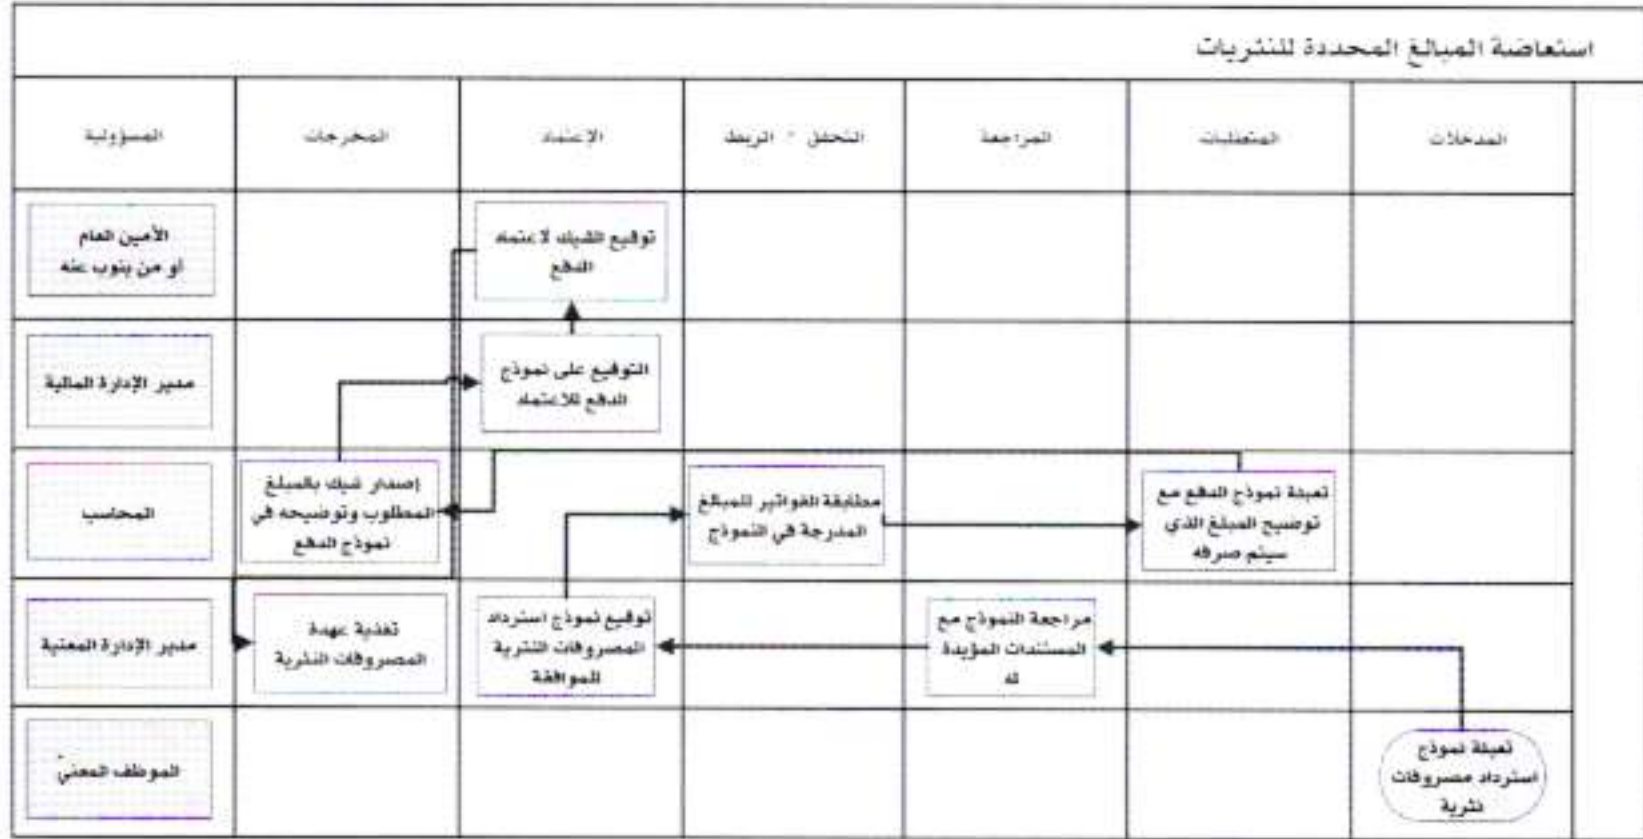 استعاضة المبالغ المحددة للنثريات
المدخلات
المتطلبات
المراجعة
التحقق - الربط
الإعتماد
المخرجات
المسؤولية
توقيع الشيك لاعتماد
الدفع
الأمين العام
أو من ينوب عنه
التوقيع على نموذج
الدفع للاعتماد
مدير الإدارة المالية
تعبئة نموذج الدفع مع
توضيح المبلغ الذي
سيتم صرفه
مطابقة الفواتير للمبالغ
المدرجة في النموذج
إصدار شيك بالمبلغ
المطلوب وتوضيحه في
نموذج الدفع
المحاسب
مراجعة النموذج مع
المستندات المؤيدة
له
توقيع نموذج استرداد
المصروفات النثرية
للموافقة
تغذية عهدة
المصروفات النثرية
مدير الإدارة المعنية
تعبئة نموذج
استرداد مصروفات
نثرية
الموظف المعنيّ